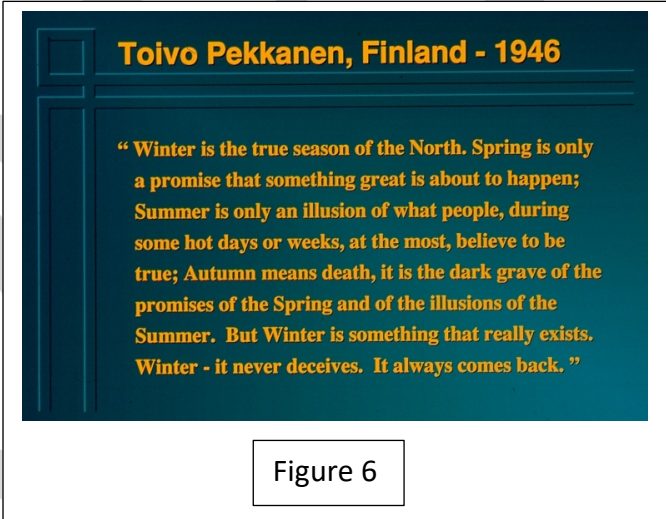 Toivo Pekkanen, Finland - 1946
“ Winter is the true season of the North. Spring is only
a promise that something great is about to happen;
Summer is only an illusion of what people, during
some hot days or weeks, at the most, believe to be
true; Autumn means death, it is the dark grave of the
promises of the Spring and of the illusions of the
Summer.  But Winter is something that really exists.
Winter - it never deceives.  It always comes back. ”
Figure 6